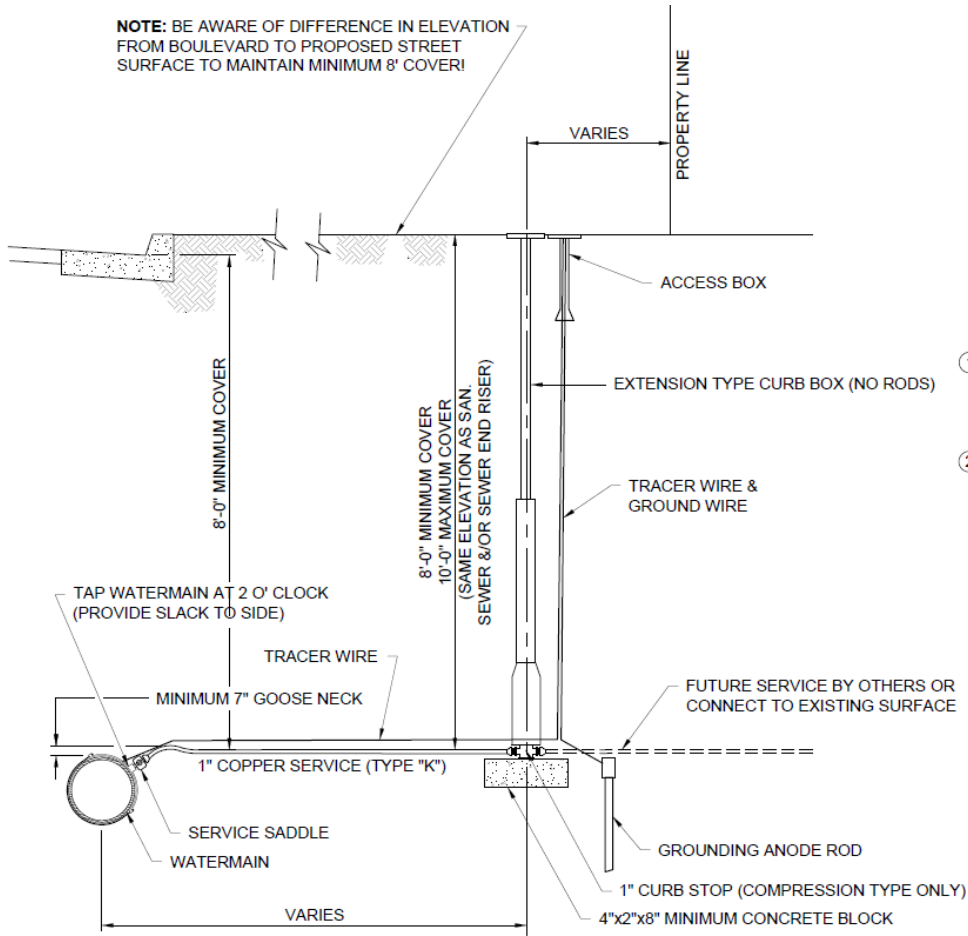 NOTE: BE AWARE OF DIFFERENCE IN ELEVATION
FROM BOULEVARD TO PROPOSED STREET
SURFACE TO MAINTAIN MINIMUM 8' COVER!
VARIES
PROPERTY LINE
ACCESS BOX
EXTENSION TYPE CURB BOX (NO RODS)
1
2
8'-0" MINIMUM COVER
8'-0" MINIMUM COVER
10'-0" MAXIMUM COVER
(SAME ELEVATION AS SAN.
SEWER &/OR SEWER END RISER)
TRACER WIRE &
GROUND WIRE
TAP WATERMAIN AT 2 O' CLOCK
(PROVIDE SLACK TO SIDE)
TRACER WIRE
MINIMUM 7" GOOSE NECK
FUTURE SERVICE BY OTHERS OR
CONNECT TO EXISTING SURFACE
1" COPPER SERVICE (TYPE "K")
SERVICE SADDLE
WATERMAIN
GROUNDING ANODE ROD
1" CURB STOP (COMPRESSION TYPE ONLY)
VARIES
4"x2"x8" MINIMUM CONCRETE BLOCK